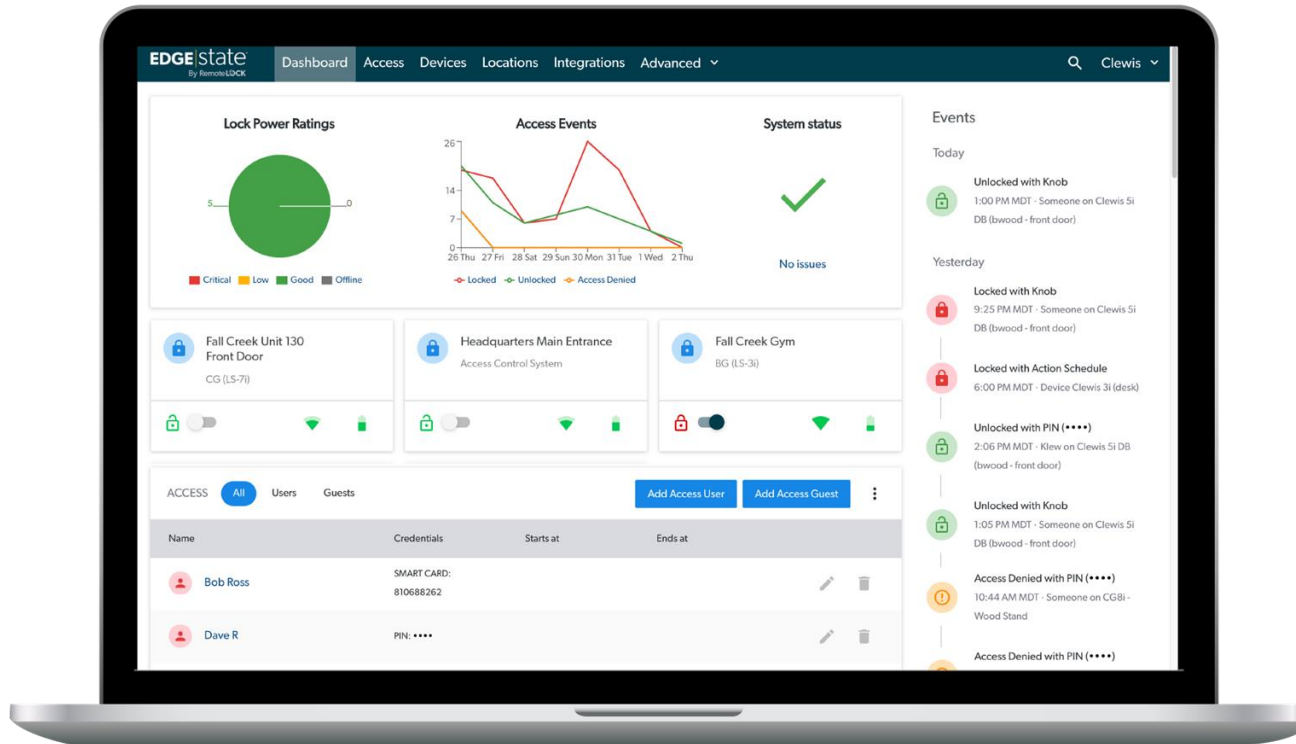 EDGE|state
By RemoteLOCK
Dashboard Access Devices Locations Integrations Advanced
Clewis
Lock Power Ratings
5
0
Critical Low Good Offline
Access Events
26
14
7
0
26 Thu 27 Fri 28 Sat 29 Sun 30 Mon 31 Tue 1 Wed 2 Thu
Locked Unlocked Access Denied
System status
No issues
Fall Creek Unit 130
Front Door
CG (LS-7i)
Headquarters Main Entrance
Access Control System
Fall Creek Gym
BG (LS-3i)
ACCESS All Users Guests
Add Access User Add Access Guest
Name Credentials Starts at Ends at
Bob Ross
SMART CARD:
810688262
Dave R
PIN: ••••
Events
Today
Unlocked with Knob
1:00 PM MDT · Someone on Clewis 5i
DB (bwood - front door)
Yesterday
Locked with Knob
9:25 PM MDT · Someone on Clewis 5i
DB (bwood - front door)
Locked with Action Schedule
6:00 PM MDT · Device Clewis 3i (desk)
Unlocked with PIN (••••)
2:06 PM MDT · Klew on Clewis 5i DB
(bwood - front door)
Unlocked with Knob
1:05 PM MDT · Someone on Clewis 5i
DB (bwood - front door)
Access Denied with PIN (••••)
10:44 AM MDT · Someone on CG8i -
Wood Stand
Access Denied with PIN (••••)